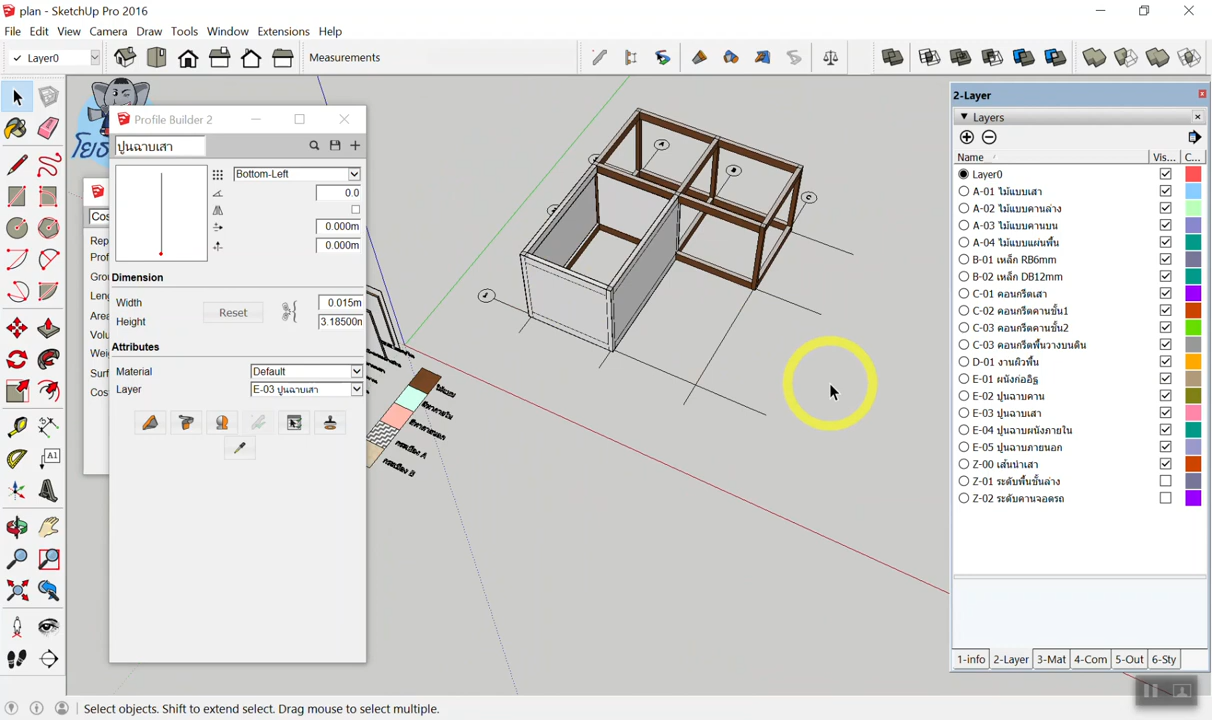 plan - SketchUp Pro 2016
File Edit View Camera Draw Tools Window Extensions Help
Layer0
Measurements
Profile Builder 2
ปูนฉาบเสา
Bottom-Left
0.0
0.000m
0.000m
Dimension
Width 0.015m
Height 3.18500m
Reset
Attributes
Material Default
Layer E-03 ปูนฉาบเสา
A
B
C
A1
2-Layer
Layers
Name Vis... C...
Layer0
A-01 ไม้แบบเสา
A-02 ไม้แบบคานล่าง
A-03 ไม้แบบคานบน
A-04 ไม้แบบแผ่นพื้น
B-01 เหล็ก RB6mm
B-02 เหล็ก DB12mm
C-01 คอนกรีตเสา
C-02 คอนกรีตคานชั้น1
C-03 คอนกรีตคานชั้น2
C-03 คอนกรีตพื้นวางบนดิน
D-01 งานผิวพื้น
E-01 ผนังก่ออิฐ
E-02 ปูนฉาบคาน
E-03 ปูนฉาบเสา
E-04 ปูนฉาบผนังภายใน
E-05 ปูนฉาบภายนอก
Z-00 เส้นนำเสา
Z-01 ระดับพื้นชั้นล่าง
Z-02 ระดับคานจอดรถ
1-info 2-Layer 3-Mat 4-Com 5-Out 6-Sty
Select objects. Shift to extend select. Drag mouse to select multiple.